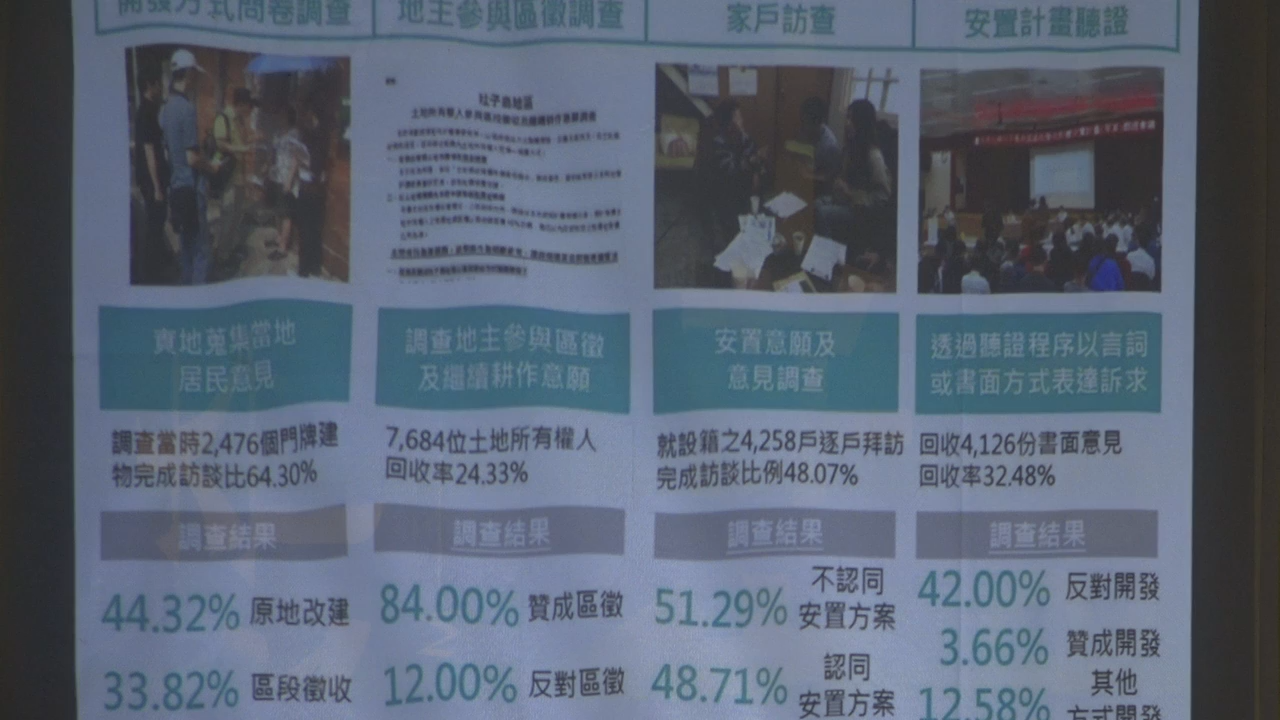 開發方式問卷調查
地主參與區徵調查
家戶訪查
安置計畫聽證
社子島地區
實地蒐集當地
居民意見
調查地主參與區徵
及繼續耕作意願
安置意願及
意見調查
透過聽證程序以言詞
或書面方式表達訴求
調查當時2,476個門牌建
物完成訪談比64.30%
7,684位土地所有權人
回收率24.33%
就設籍之4,258戶逐戶拜訪
完成訪談比例48.07%
回收4,126份書面意見
回收率32.48%
調查結果
調查結果
調查結果
調查結果
44.32% 原地改建
33.82% 區段徵收
84.00% 贊成區徵
12.00% 反對區徵
51.29% 不認同
安置方案
48.71% 認同
安置方案
42.00% 反對開發
3.66% 贊成開發
12.58% 其他
方式開發